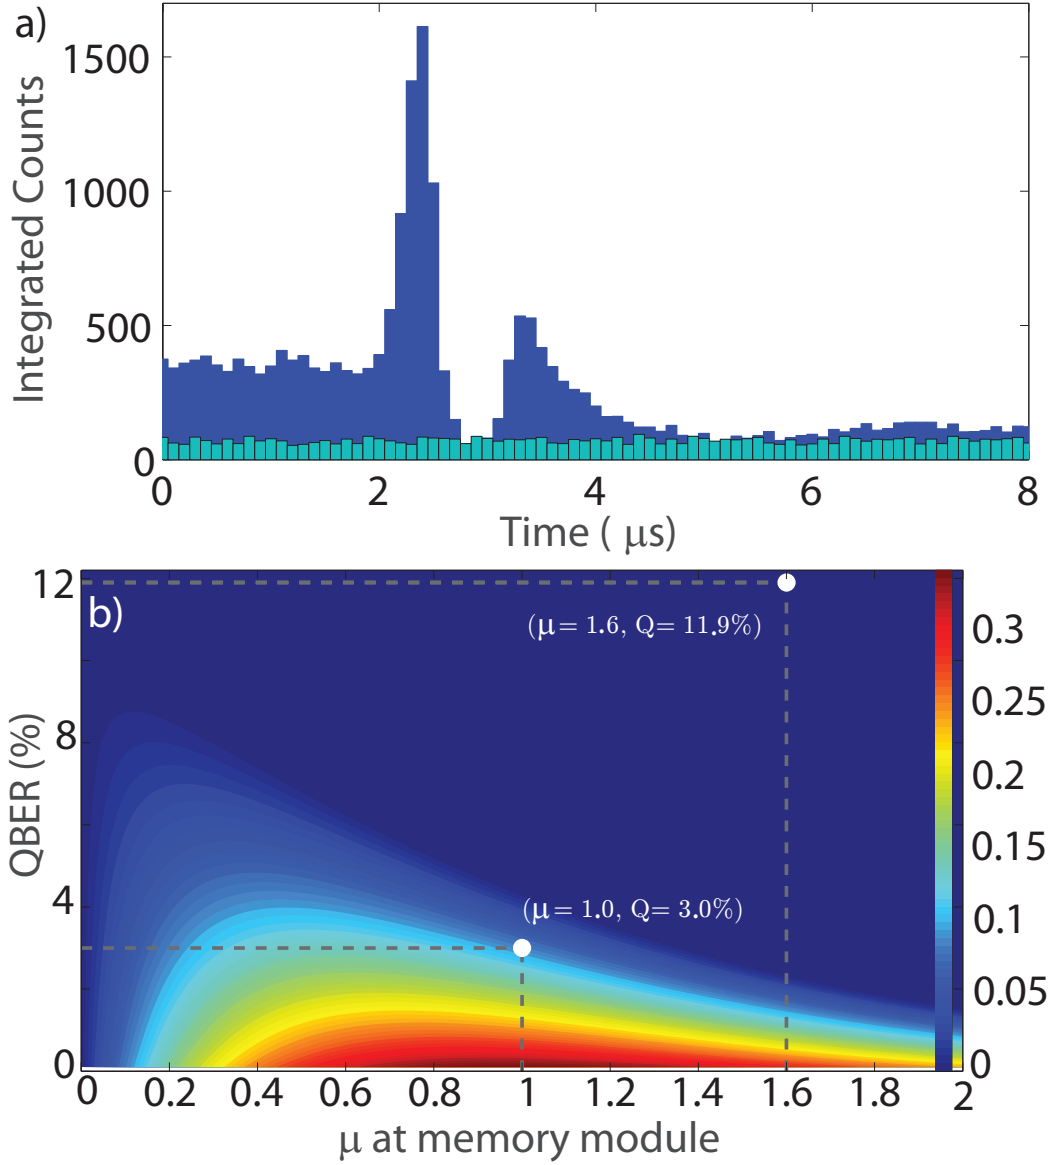 a)
Integrated Counts
1500
1000
500
0
0 2 4 6 8
Time ( μs)
b)
QBER (%)
12
8
4
0
(μ = 1.6, Q= 11.9%)
(μ = 1.0, Q= 3.0%)
0.3
0.25
0.2
0.15
0.1
0.05
0
0 0.2 0.4 0.6 0.8 1 1.2 1.4 1.6 1.8 2
μ at memory module